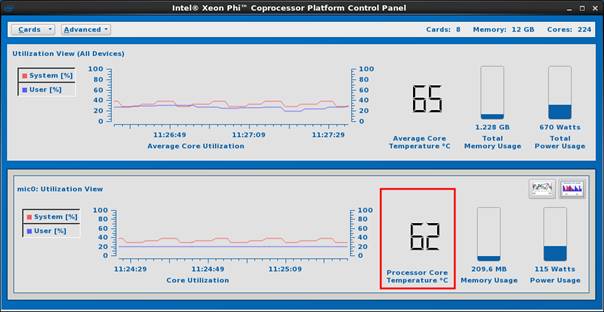 Intel® Xeon Phi™ Coprocessor Platform Control Panel
Cards Advanced Cards: 8 Memory: 12 GB Cores: 224
Utilization View (All Devices)
System [%]
User [%]
100
80
60
40
20
0
100
80
60
40
20
0
11:26:49 11:27:09 11:27:29
Average Core Utilization
65
Average Core
Temperature °C
1.228 GB
Total
Memory Usage
670 Watts
Total
Power Usage
mic0: Utilization View
System [%]
User [%]
100
80
60
40
20
0
100
80
60
40
20
0
11:24:29 11:24:49 11:25:09
Core Utilization
62
Processor Core
Temperature °C
209.6 MB
Memory Usage
115 Watts
Power Usage